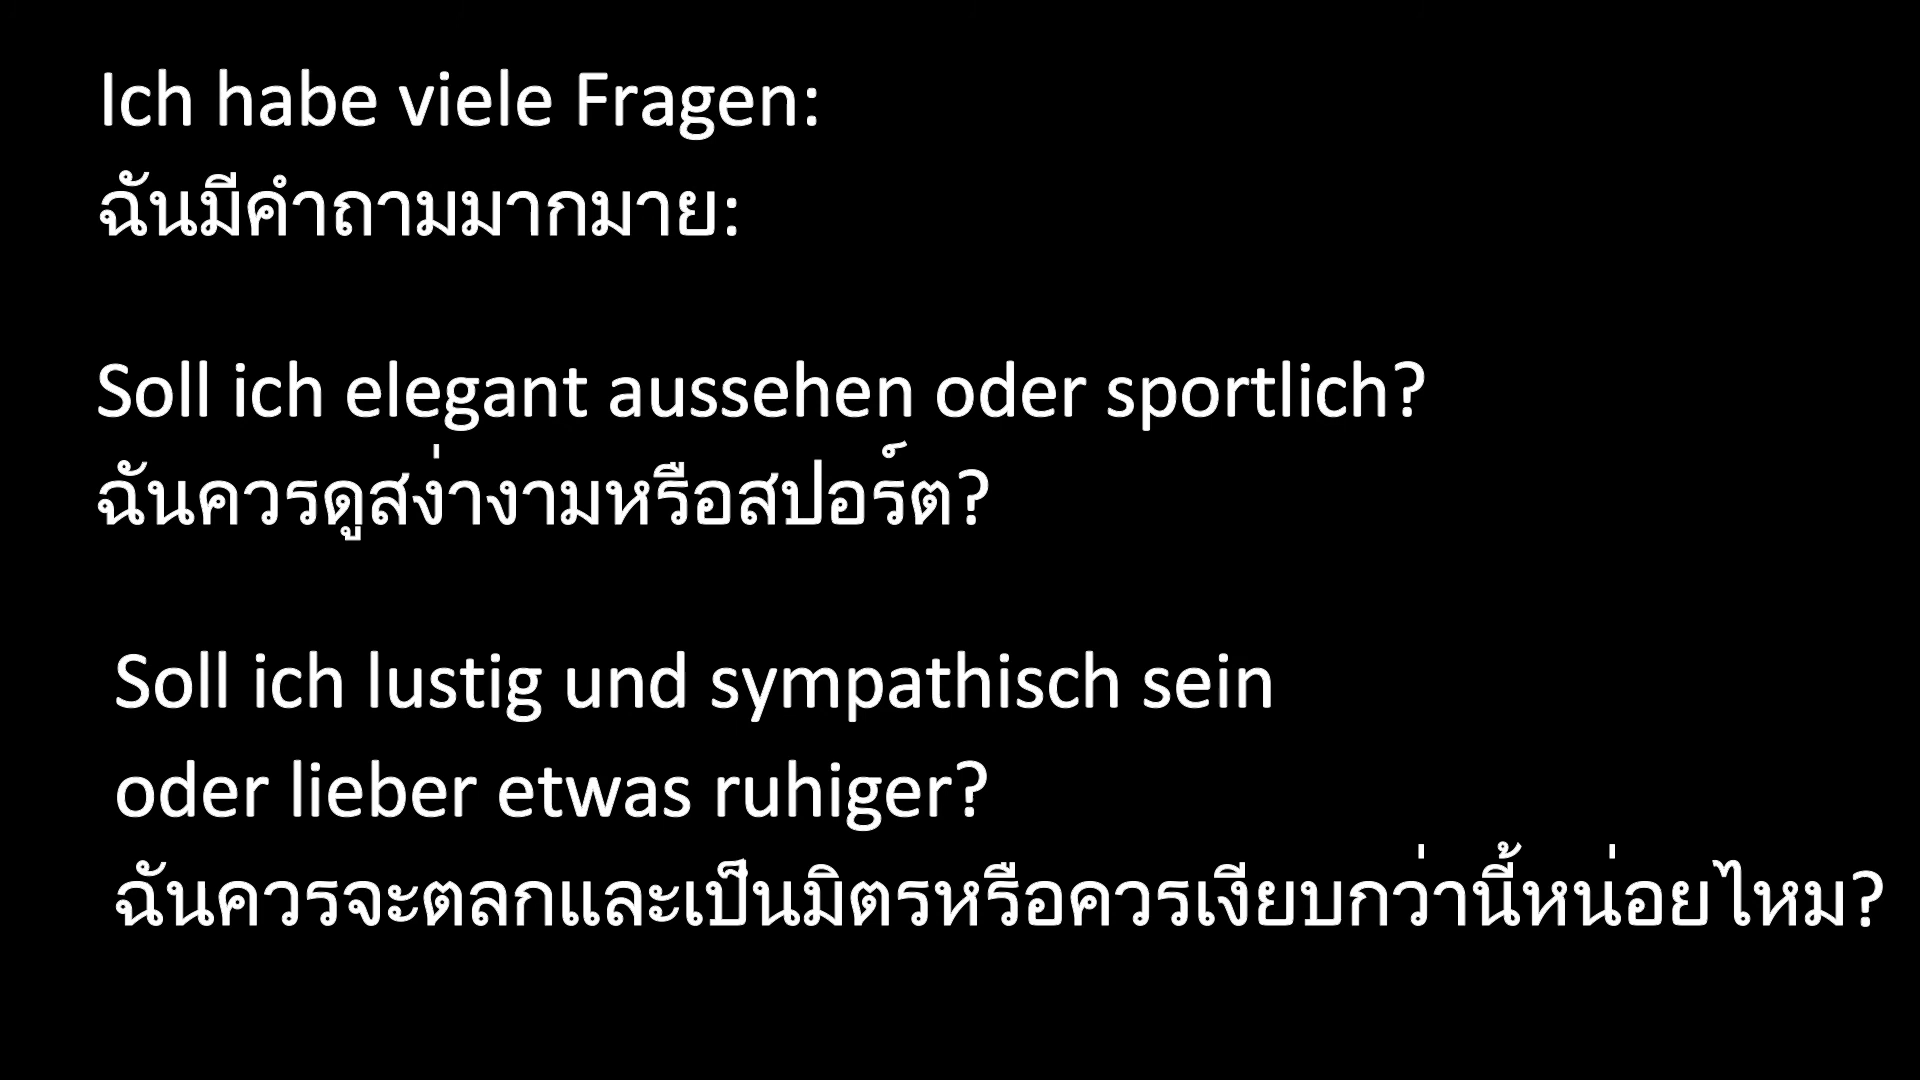 Ich habe viele Fragen:
ฉันมีคำถามมากมาย:
Soll ich elegant aussehen oder sportlich?
ฉันควรดูสง่างามหรือสปอร์ต?
Soll ich lustig und sympathisch sein
oder lieber etwas ruhiger?
ฉันควรจะตลกและเป็นมิตรหรือควรเงียบกว่านี้หน่อยไหม?